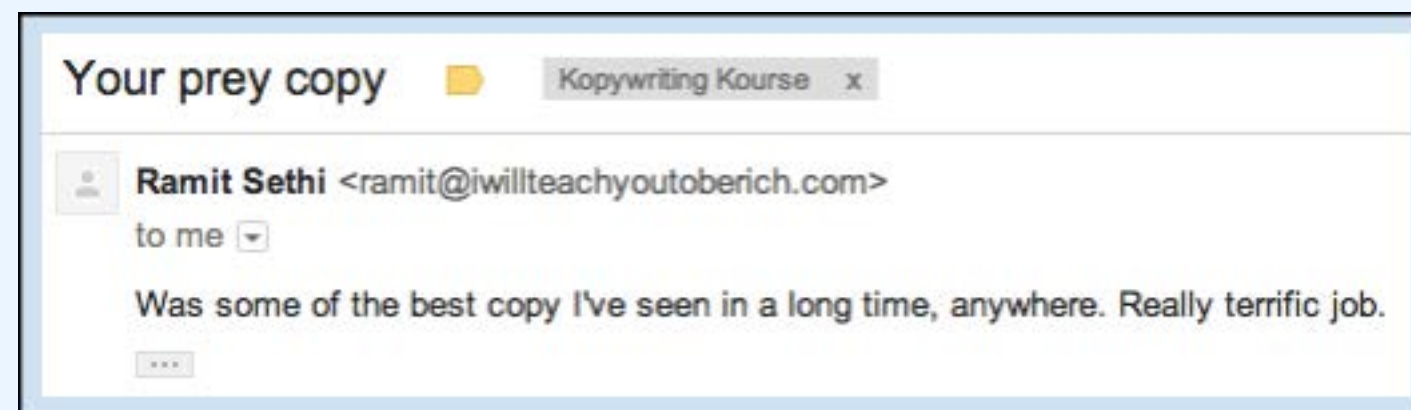 Your prey copy Kopywriting Kourse x
Ramit Sethi <ramit@iwillteachyoutoberich.com>
to me
Was some of the best copy I've seen in a long time, anywhere. Really terrific job.
...